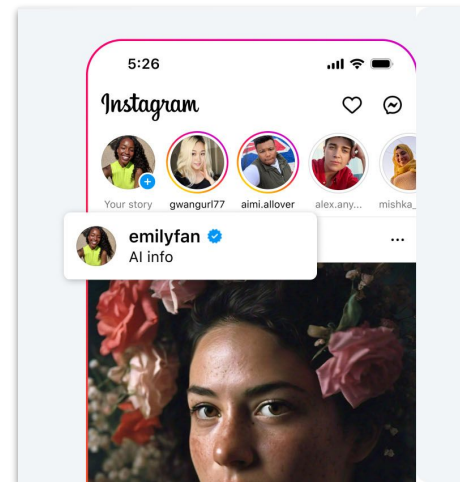 5:26
Instagram
Your story gwangurl77 aimi.allover alex.any... mishka_
emilyfan
AI info
...